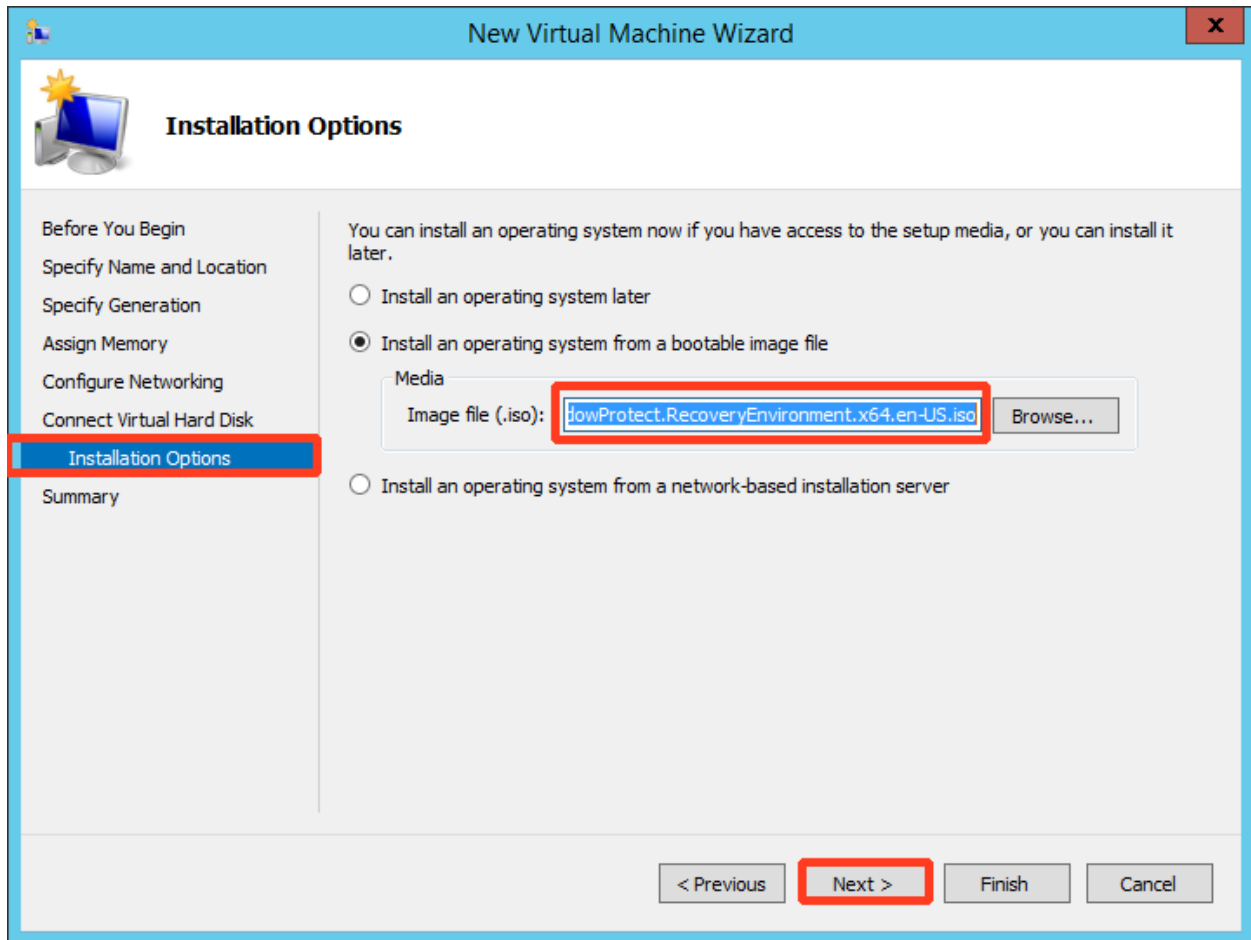 New Virtual Machine Wizard
x
Installation Options
Before You Begin
Specify Name and Location
Specify Generation
Assign Memory
Configure Networking
Connect Virtual Hard Disk
Installation Options
Summary
You can install an operating system now if you have access to the setup media, or you can install it
later.
Install an operating system later
Install an operating system from a bootable image file
Media
Image file (.iso): dowProtect.RecoveryEnvironment.x64.en-US.iso Browse...
Install an operating system from a network-based installation server
< Previous Next > Finish Cancel